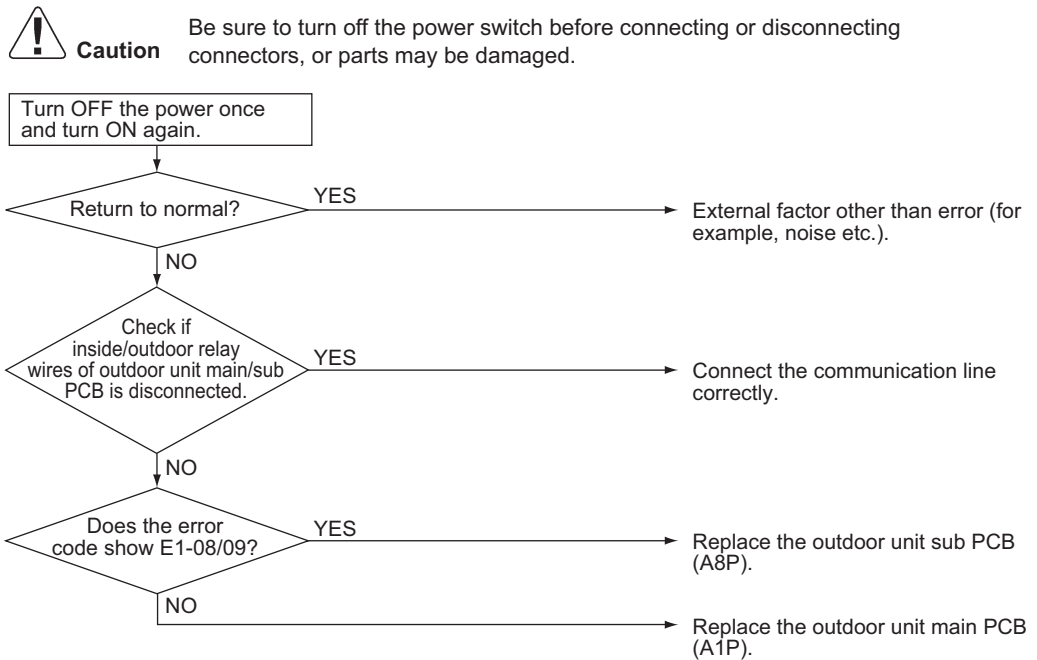 Caution
Be sure to turn off the power switch before connecting or disconnecting
connectors, or parts may be damaged.
Turn OFF the power once
and turn ON again.
Return to normal?
YES
External factor other than error (for
example, noise etc.).
NO
Check if
inside/outdoor relay
wires of outdoor unit main/sub
PCB is disconnected.
YES
Connect the communication line
correctly.
NO
Does the error
code show E1-08/09?
YES
Replace the outdoor unit sub PCB
(A8P).
NO
Replace the outdoor unit main PCB
(A1P).